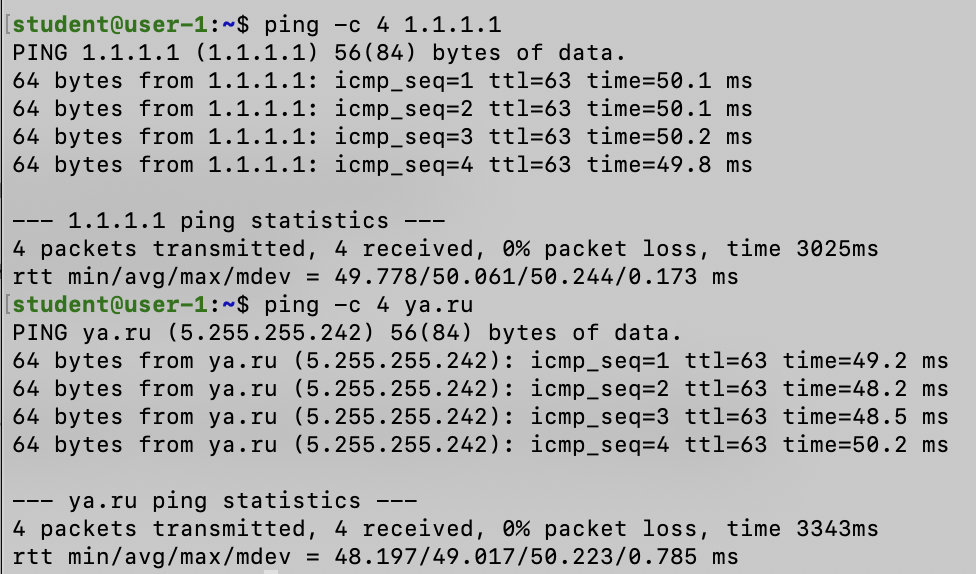 [student@user-1:~$ ping -c 4 1.1.1.1
PING 1.1.1.1 (1.1.1.1) 56(84) bytes of data.
64 bytes from 1.1.1.1: icmp_seq=1 ttl=63 time=50.1 ms
64 bytes from 1.1.1.1: icmp_seq=2 ttl=63 time=50.1 ms
64 bytes from 1.1.1.1: icmp_seq=3 ttl=63 time=50.2 ms
64 bytes from 1.1.1.1: icmp_seq=4 ttl=63 time=49.8 ms

--- 1.1.1.1 ping statistics ---
4 packets transmitted, 4 received, 0% packet loss, time 3025ms
rtt min/avg/max/mdev = 49.778/50.061/50.244/0.173 ms
[student@user-1:~$ ping -c 4 ya.ru
PING ya.ru (5.255.255.242) 56(84) bytes of data.
64 bytes from ya.ru (5.255.255.242): icmp_seq=1 ttl=63 time=49.2 ms
64 bytes from ya.ru (5.255.255.242): icmp_seq=2 ttl=63 time=48.2 ms
64 bytes from ya.ru (5.255.255.242): icmp_seq=3 ttl=63 time=48.5 ms
64 bytes from ya.ru (5.255.255.242): icmp_seq=4 ttl=63 time=50.2 ms

--- ya.ru ping statistics ---
4 packets transmitted, 4 received, 0% packet loss, time 3343ms
rtt min/avg/max/mdev = 48.197/49.017/50.223/0.785 ms